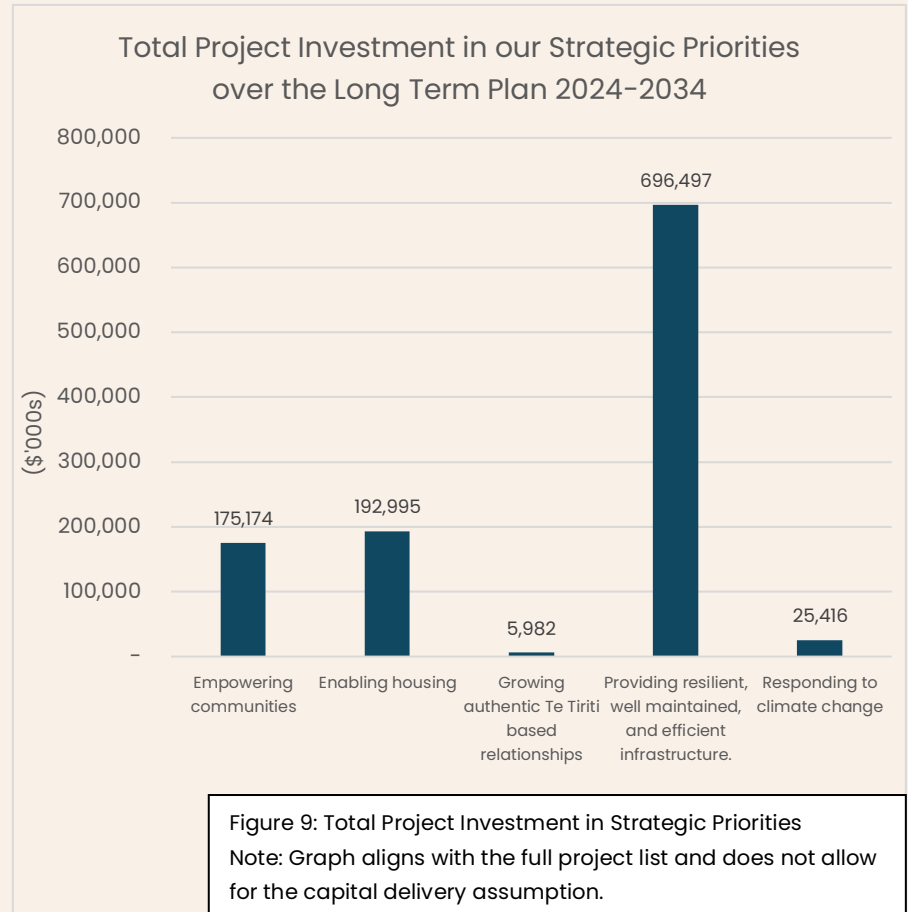 Total Project Investment in our Strategic Priorities
over the Long Term Plan 2024-2034
800,000
700,000
600,000
500,000
400,000
300,000
200,000
100,000
-
($'000s)
175,174
192,995
5,982
696,497
25,416
Empowering
communities
Enabling housing
Growing
authentic Te Tiriti
based
relationships
Providing resilient,
well maintained,
and efficient
infrastructure.
Responding to
climate change
Figure 9: Total Project Investment in Strategic Priorities
Note: Graph aligns with the full project list and does not allow
for the capital delivery assumption.